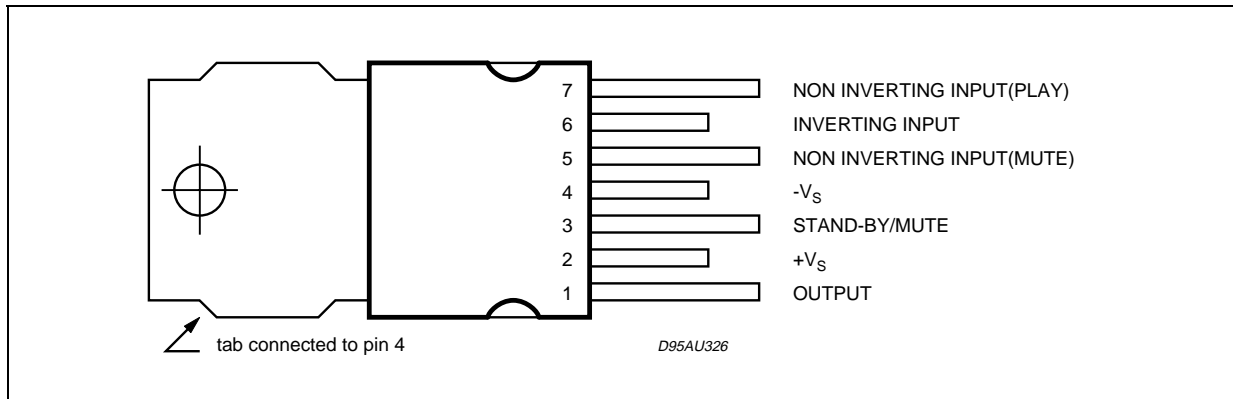 7 NON INVERTING INPUT(PLAY)
6 INVERTING INPUT
5 NON INVERTING INPUT(MUTE)
4 -VS
3 STAND-BY/MUTE
2 +VS
1 OUTPUT
tab connected to pin 4
D95AU326